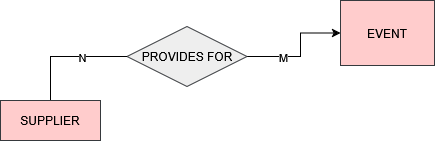 EVENT
PROVIDES FOR
N
M
SUPPLIER